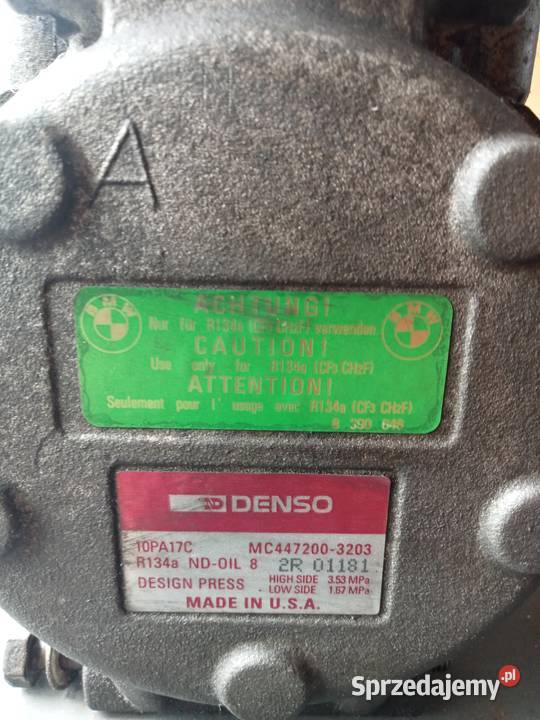 A
BMW
ACHTUNG!
BMW
Nur für R134a (CF3 CH2F) verwenden
CAUTION!
Use only for R134a (CF3 CH2F)
ATTENTION!
Seulement pour l' usage avec R134a (CF3 CH2F)
8 390 648
DENSO
10PA17C MC447200-3203
R134a ND-OIL 8 2R 01181
DESIGN PRESS HIGH SIDE 3.53 MPa
LOW SIDE 1.67 MPa
MADE IN U.S.A.
Sprzedajemy.pl